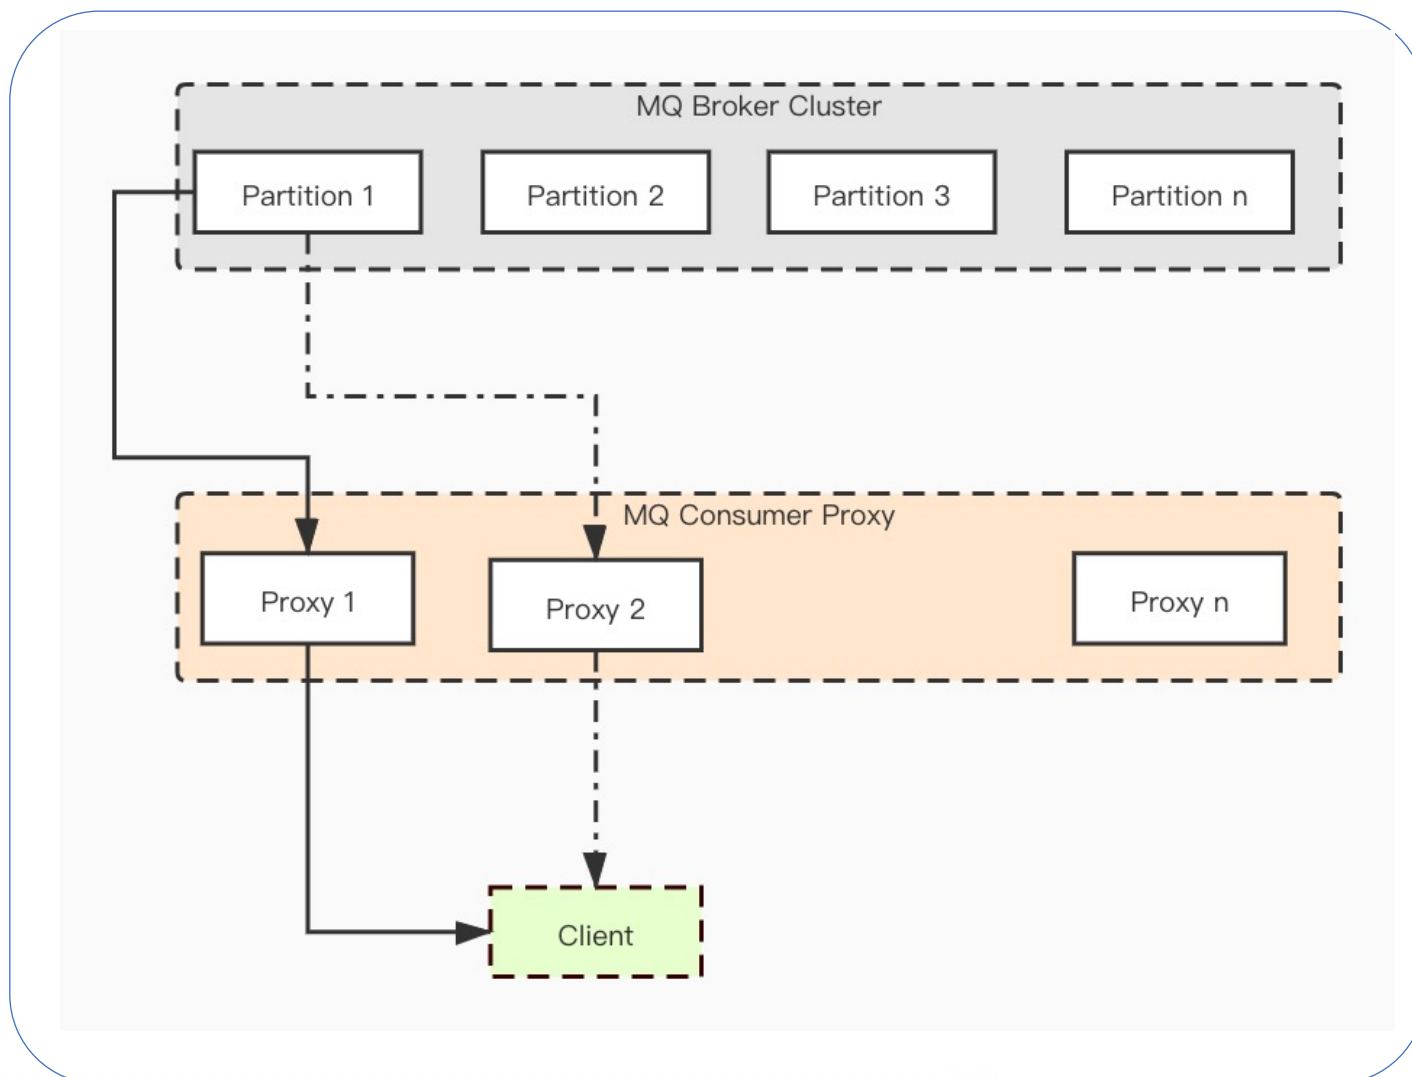 MQ Broker Cluster
Partition 1
Partition 2
Partition 3
Partition n
MQ Consumer Proxy
Proxy 1
Proxy 2
Proxy n
Client